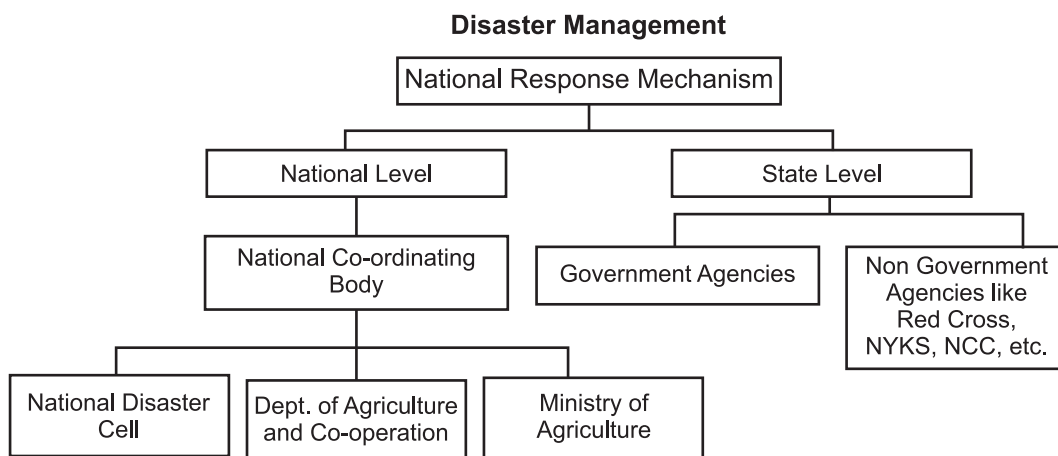 Disaster Management
National Response Mechanism
National Level
State Level
National Co-ordinating
Body
Government Agencies
Non Government
Agencies like
Red Cross,
NYKS, NCC, etc.
National Disaster
Cell
Dept. of Agriculture
and Co-operation
Ministry of
Agriculture